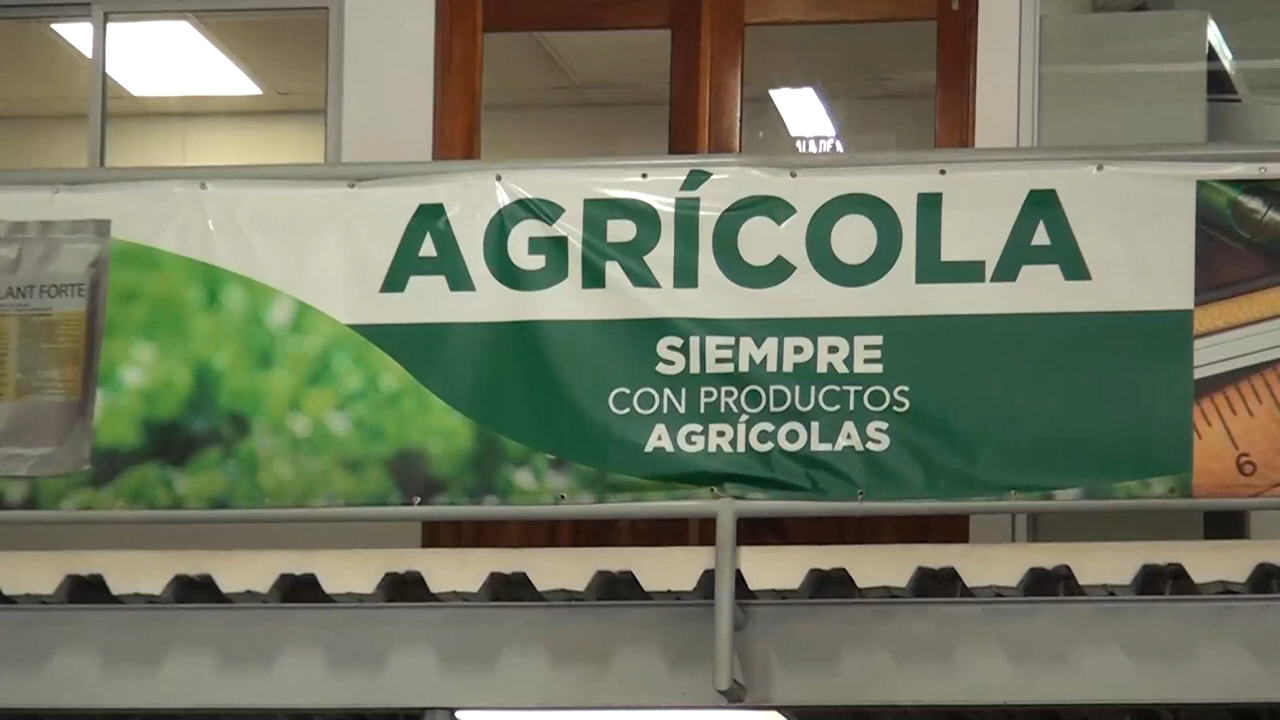 AGRÍCOLA
SIEMPRE
CON PRODUCTOS
AGRÍCOLAS
LANT FORTE
6